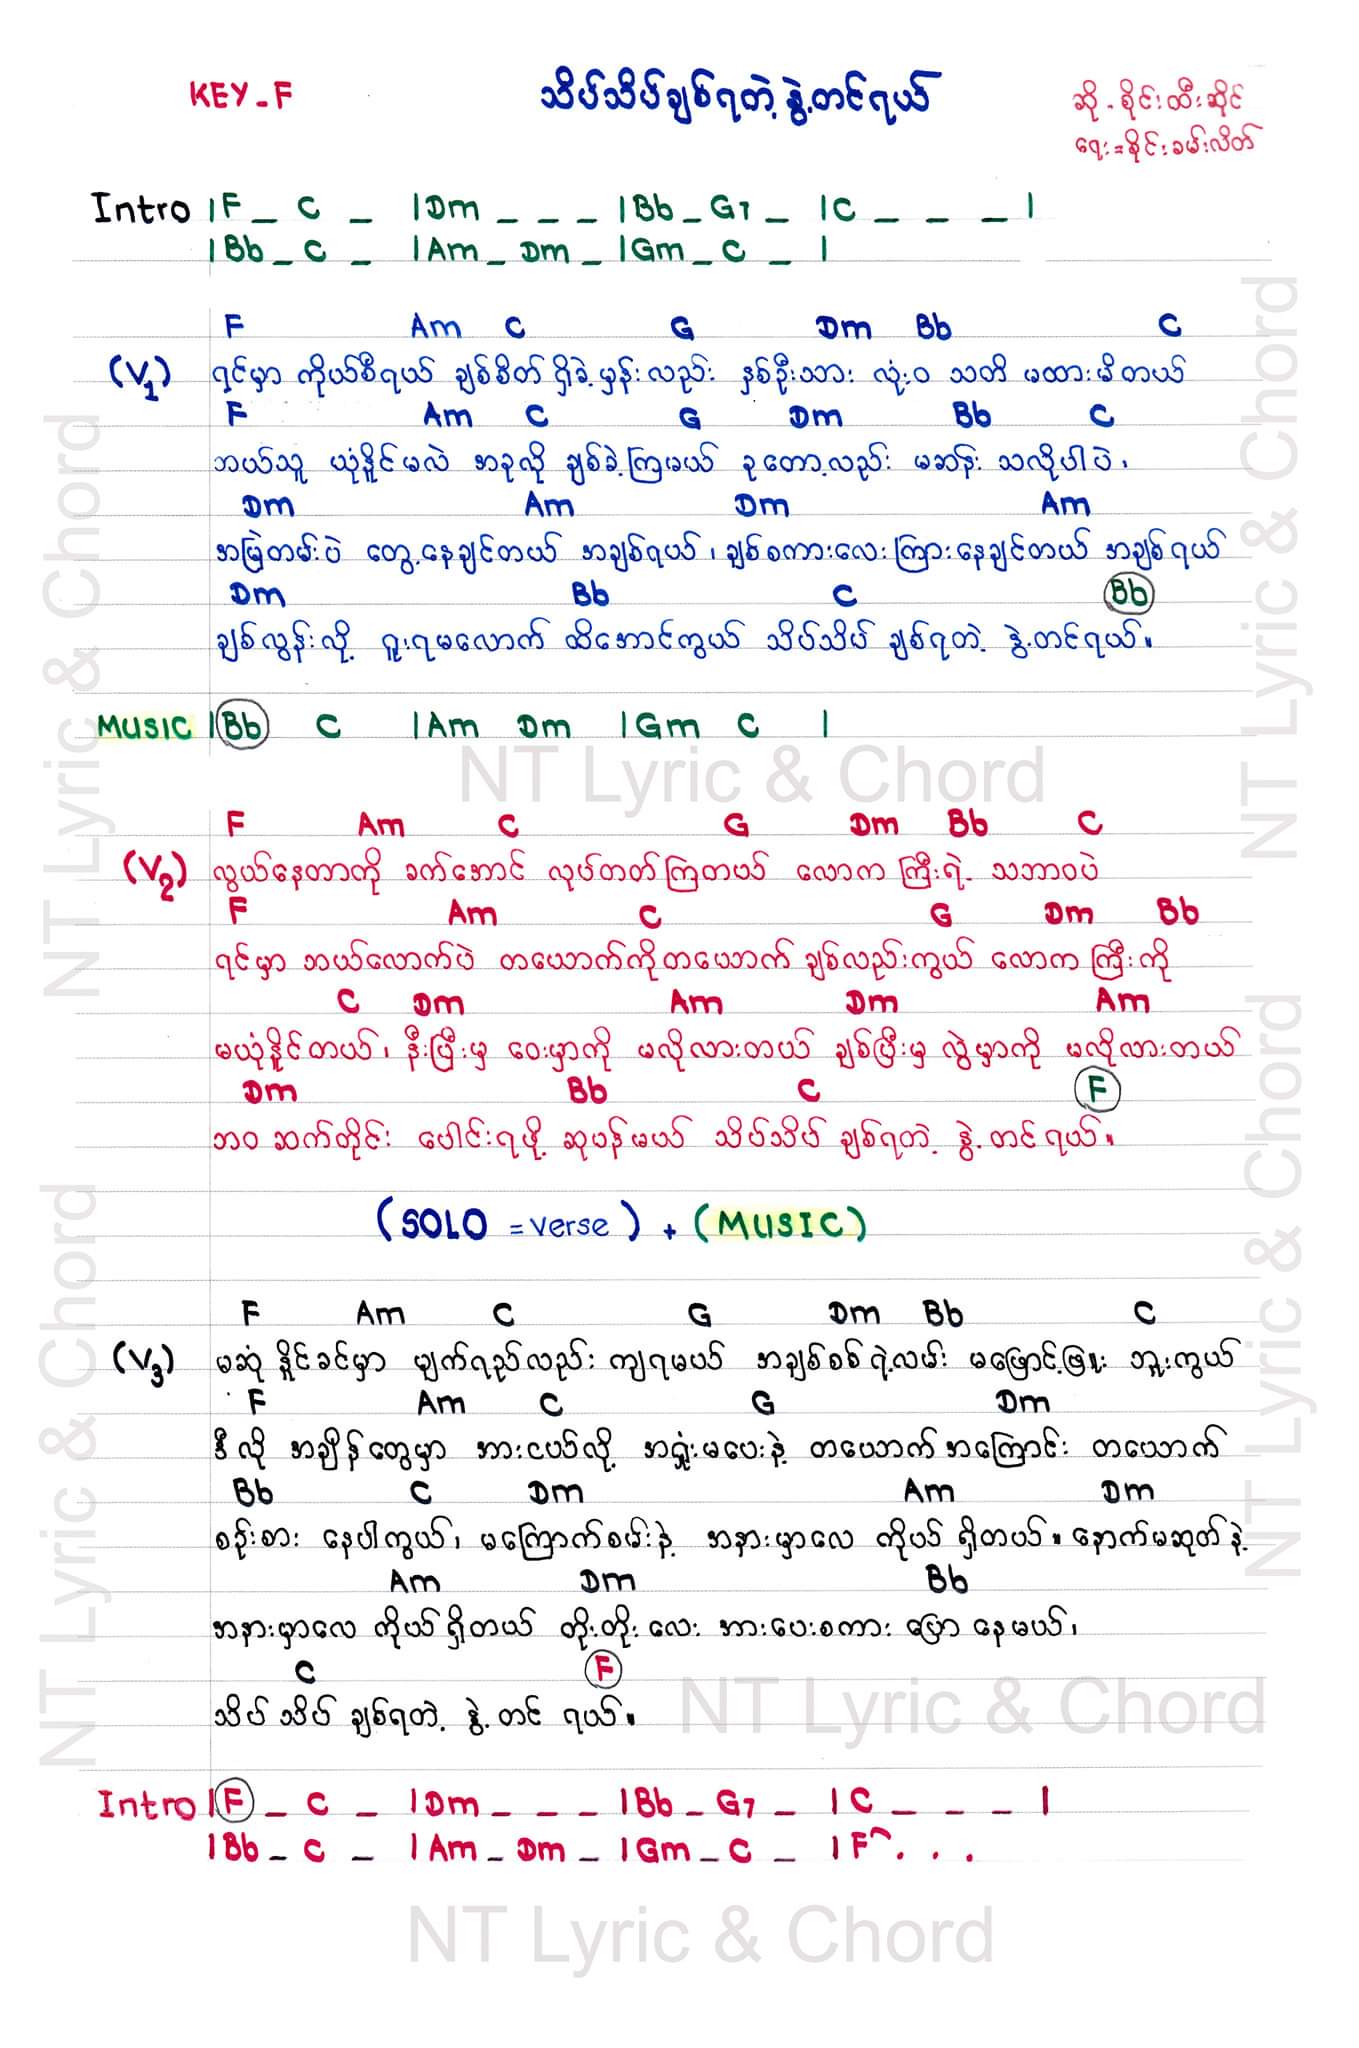 KEY-F
သိပ်သိပ်ချစ်ရတဲ့နွဲ့တင်ရယ်
ဆို - စိုင်းထီးဆိုင်
ရေး=စိုင်းခမ်းလိတ်
Intro |F _ C _ |Dm _ _ _ |Bb _ G7 _ |C _ _ _ |
|Bb _ C _ |Am _ Dm _ |Gm _ C _ |
F Am C G Dm Bb C
(V1) ရင်မှာ ကိုယ်စီရယ် ချစ်စိတ် ရှိခဲ့မှန်းလည်း နှစ်ဦးသား လုံးဝ သတိ မထားမိတယ်
F Am C G Dm Bb C
ဘယ်သူ ယုံနိူင်မလဲ အခုလို ချစ်ခဲ့ကြမယ် ခုတော့လည်း မဆန်း သလိုပါပဲ၊
Dm Am Dm Am
အမြဲတမ်းပဲ တွေ့နေချင်တယ် အချစ်ရယ်၊ ချစ်စကားလေးကြားနေချင်တယ် အချစ်ရယ်
Dm Bb C Bb
ချစ်လွန်းလို့ ရူးရမလောက် ထိအောင်ကွယ် သိပ်သိပ် ချစ်ရတဲ့ နွဲ့တင်ရယ်။
MUSIC |Bb C |Am Dm |Gm C |
NT Lyric & Chord
F Am C G Dm Bb C
(V2) လွယ်နေတာကို ခက်အောင် လုပ်တတ်ကြတယ် လောကကြီးရဲ့ သဘာဝပဲ
F Am C G Dm Bb
ရင်မှာ ဘယ်လောက်ပဲ တယောက်ကိုတယောက် ချစ်လည်းကွယ် လောကကြီးကို
C Dm Am Dm Am
မယုံနိူင်တယ်၊ နီးပြီးမှ ဝေးမှာကို မလိုလားတယ် ချစ်ပြီးမှ လွဲမှာကို မလိုလားတယ်
Dm Bb C F
ဘဝ ဆက်တိုင်း ပေါင်းရဖို့ ဆုပန်မယ် သိပ်သိပ် ချစ်ရတဲ့ နွဲ့တင်ရယ်။
(SOLO = verse) + (MUSIC)
F Am C G Dm Bb C
(V3) မဆုံ နိူင်ခင်မှာ မျက်ရည်လည်း ကျရမယ် အချစ်စစ်ရဲ့လမ်း မဖြောင့်ဖြူး ဘူးကွယ်
F Am C G Dm
ဒီလို အချိန်တွေမှာ အားငယ်လို့ အရှုံးမပေးနဲ့ တယောက်အကြောင်း တယောက်
Bb C Dm Am Dm
စဉ်းစား နေပါကွယ်၊ မကြောက်စမ်းနဲ့ အနားမှာလေ ကိုယ် ရှိတယ်။ နောက်မဆုတ်နဲ့
Am Dm Bb
အနားမှာလေ ကိုယ်ရှိတယ် တိုးတိုးလေး အားပေးစကား ပြော နေမယ်၊
C F
သိပ် သိပ် ချစ်ရတဲ့ နွဲ့တင် ရယ်။
NT Lyric & Chord
Intro |F _ C _ |Dm _ _ _ |Bb _ G7 _ |C _ _ _ |
|Bb _ C _ |Am _ Dm _ |Gm _ C _ |F . . .
NT Lyric & Chord
NT Lyric & Chord
NT Lyric & Chord
NT Lyric & Chord
NT Lyric & Chord